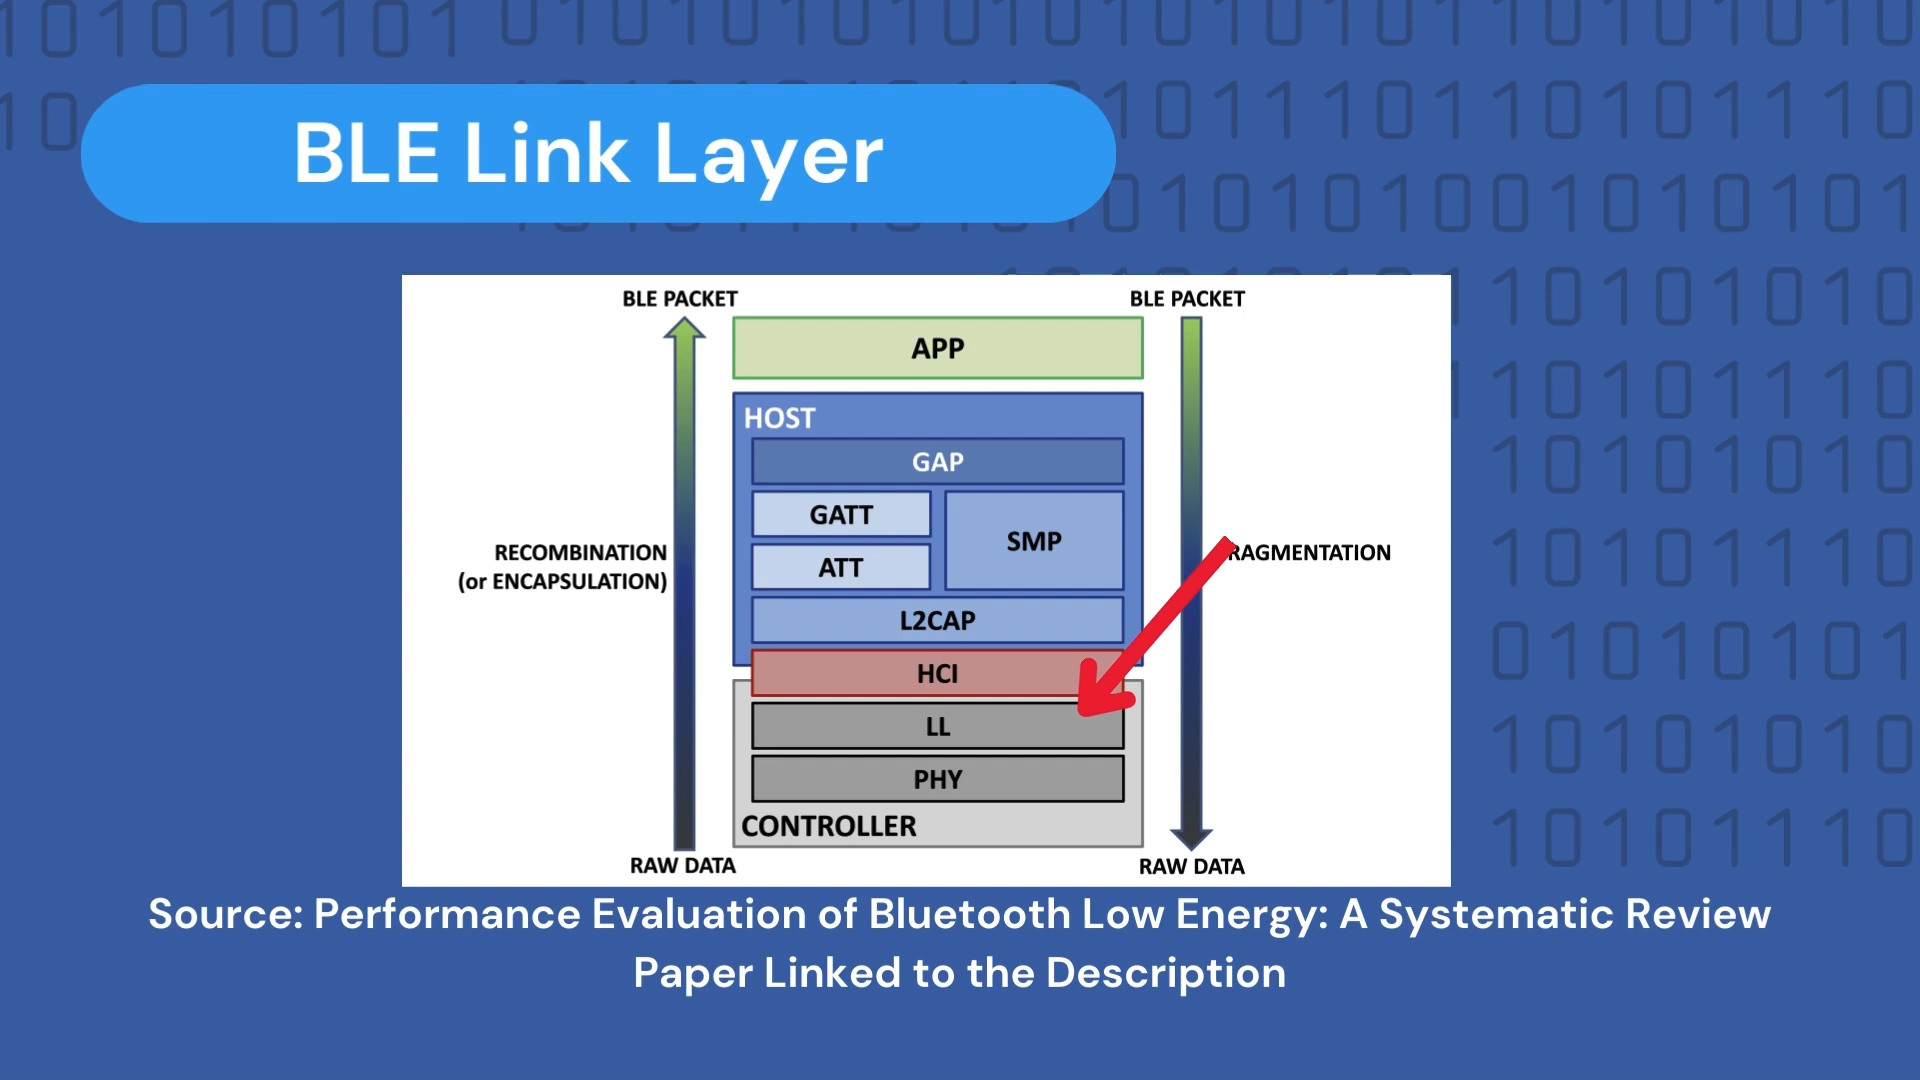 BLE Link Layer
BLE PACKET
BLE PACKET
APP
HOST
GAP
GATT
SMP
ATT
RECOMBINATION
(or ENCAPSULATION)
RAGMENTATION
L2CAP
HCI
LL
PHY
CONTROLLER
RAW DATA
RAW DATA
Source: Performance Evaluation of Bluetooth Low Energy: A Systematic Review
Paper Linked to the Description